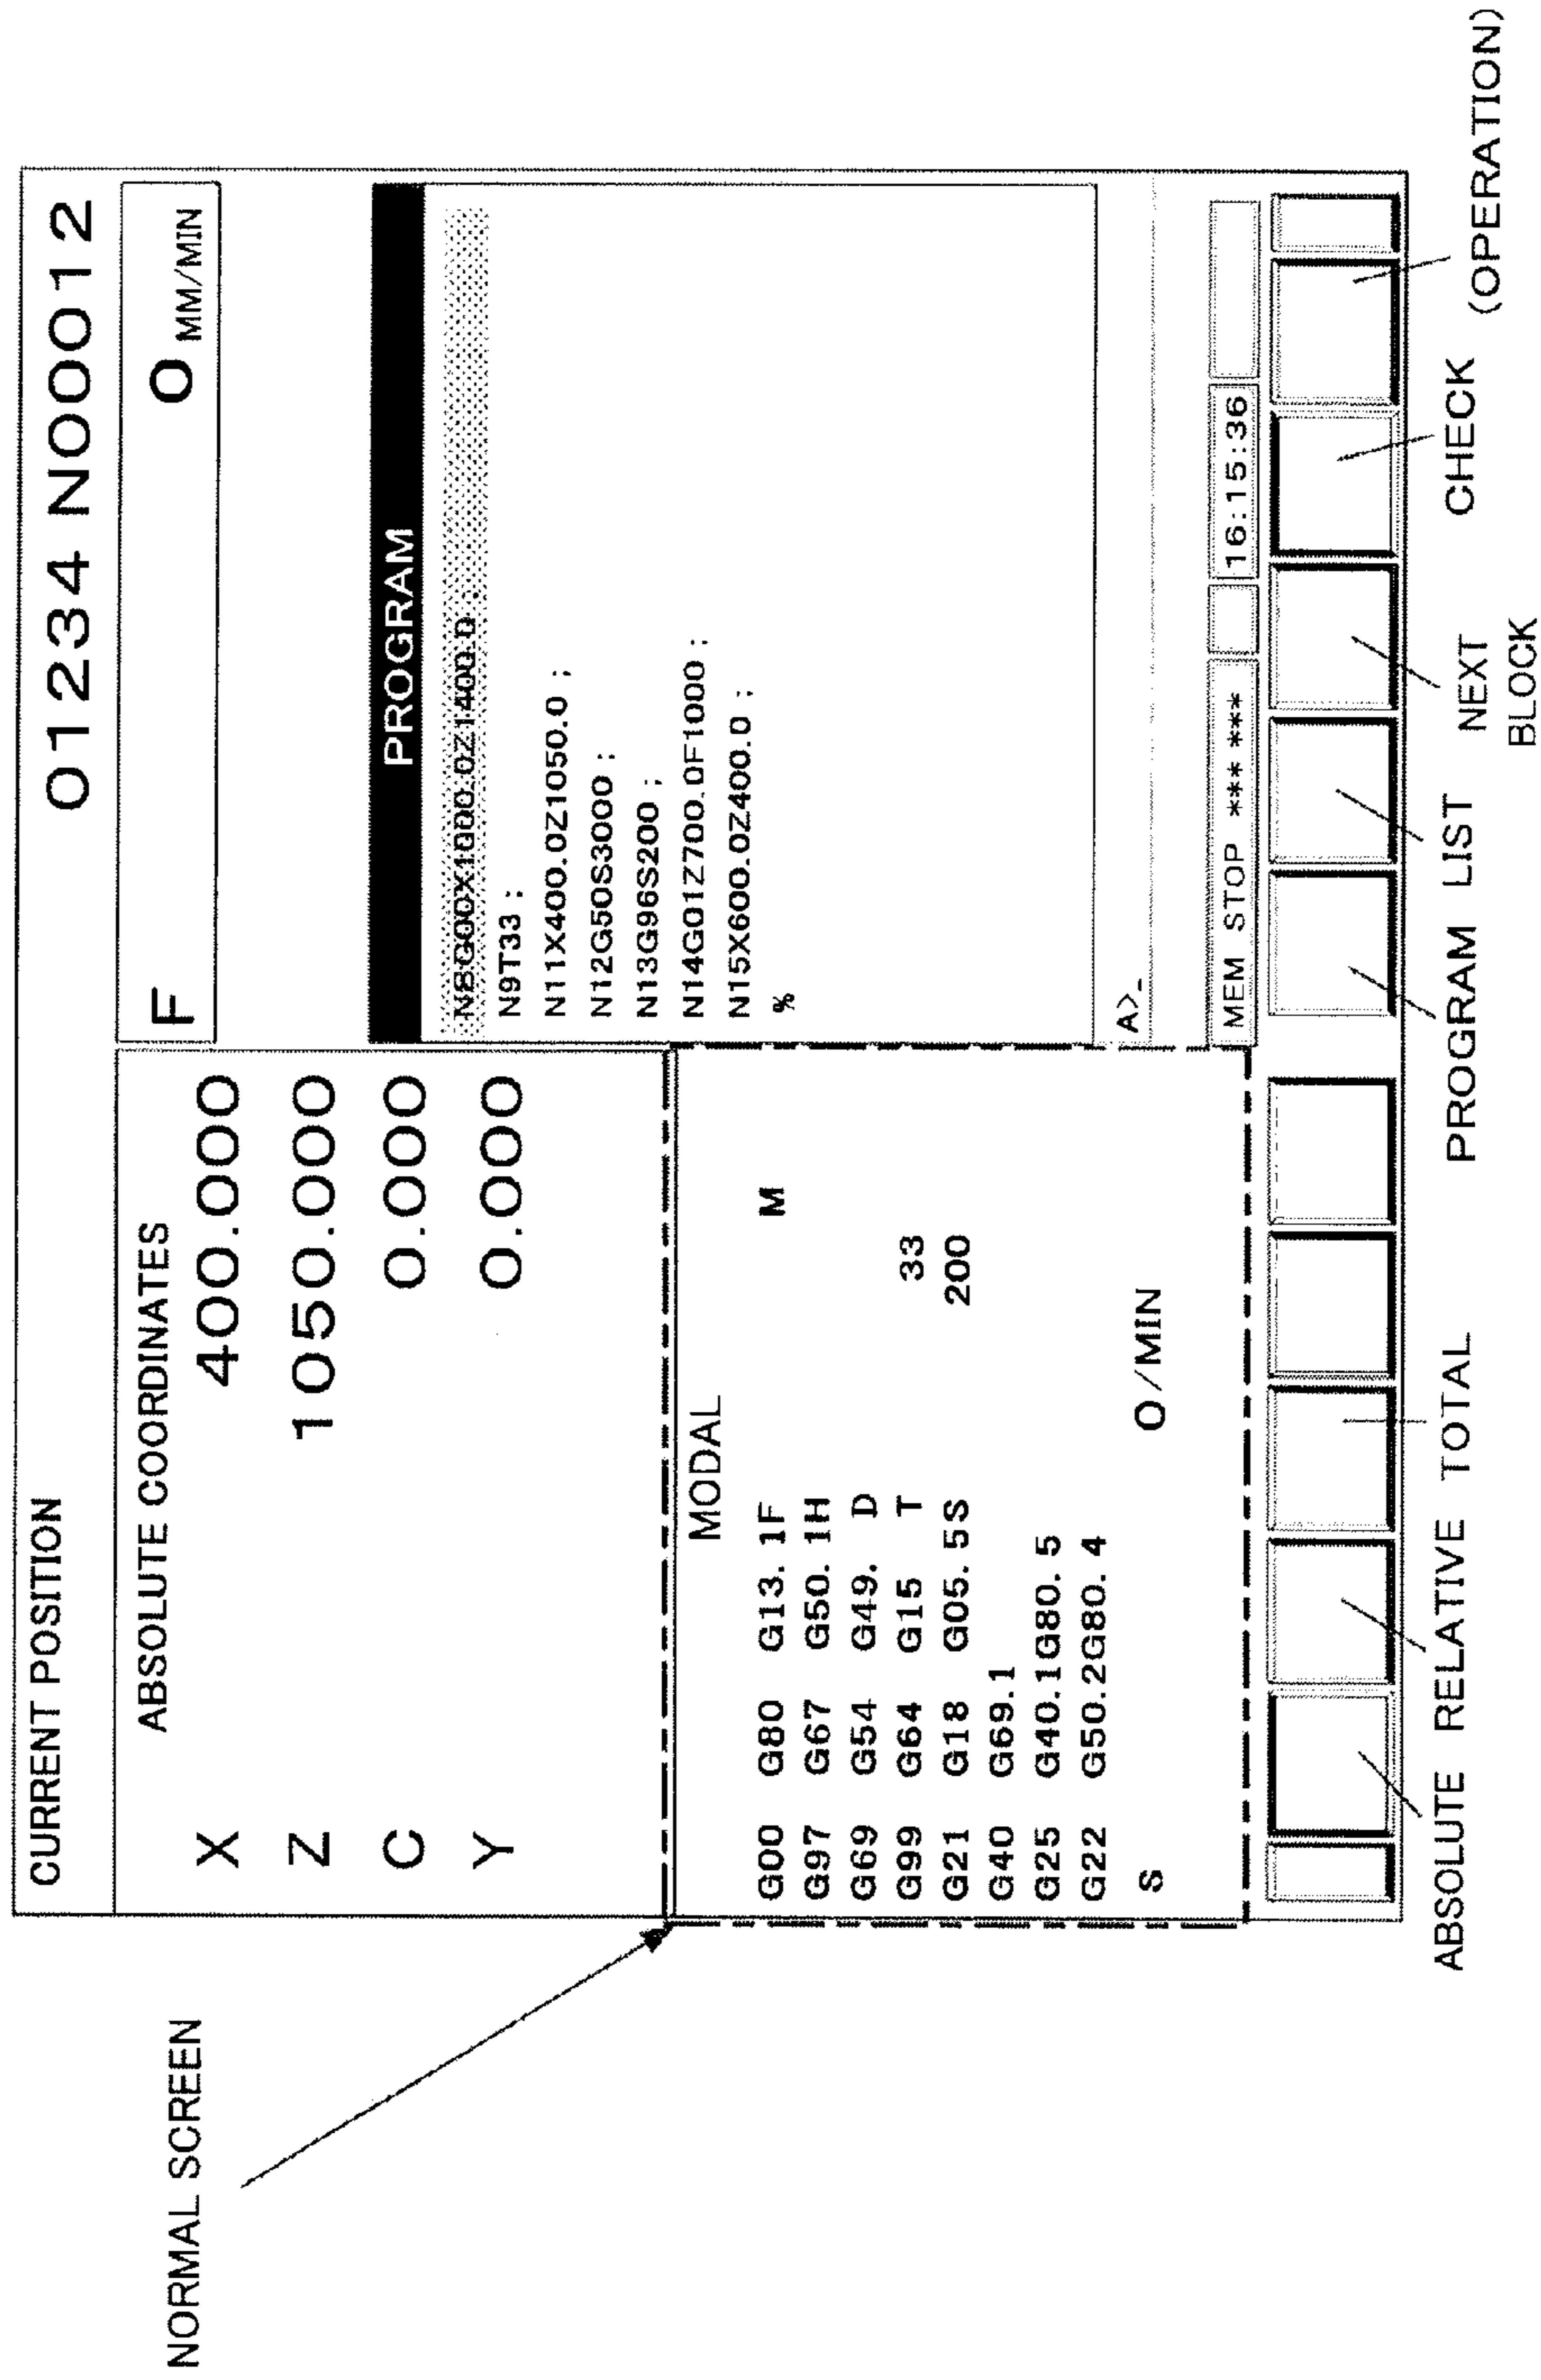 NORMAL SCREEN
CURRENT POSITION
01234 N00012
ABSOLUTE COORDINATES
X 400.000
Z 1050.000
C 0.000
Y 0.000
F 0 MM/MIN
PROGRAM
N8G00X1000.0Z1400.0
N9T33 ;
N11X400.0Z1050.0 ;
N12G50S3000 ;
N13G96S200 ;
N14G01Z700.0F1000 ;
N15X600.0Z400.0 ;
%
MODAL
G00 G80 G13. 1F M
G97 G67 G50. 1H
G69 G54 G49. D
G99 G64 G15 T 33
G21 G18 G05. 5S 200
G40 G69.1
G25 G40.1G80. 5
G22 G50.2G80. 4
S 0/MIN
A>_
MEM STOP *** *** 16:15:36
ABSOLUTE RELATIVE TOTAL PROGRAM LIST NEXT BLOCK CHECK (OPERATION)